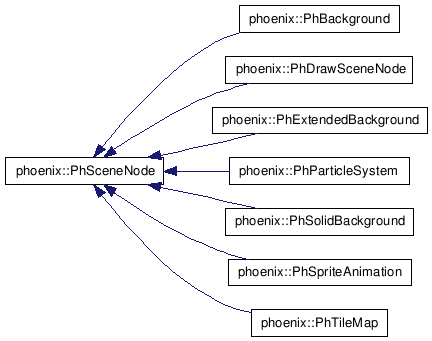 phoenix::PhBackground
phoenix::PhDrawSceneNode
phoenix::PhExtendedBackground
phoenix::PhSceneNode
phoenix::PhParticleSystem
phoenix::PhSolidBackground
phoenix::PhSpriteAnimation
phoenix::PhTileMap